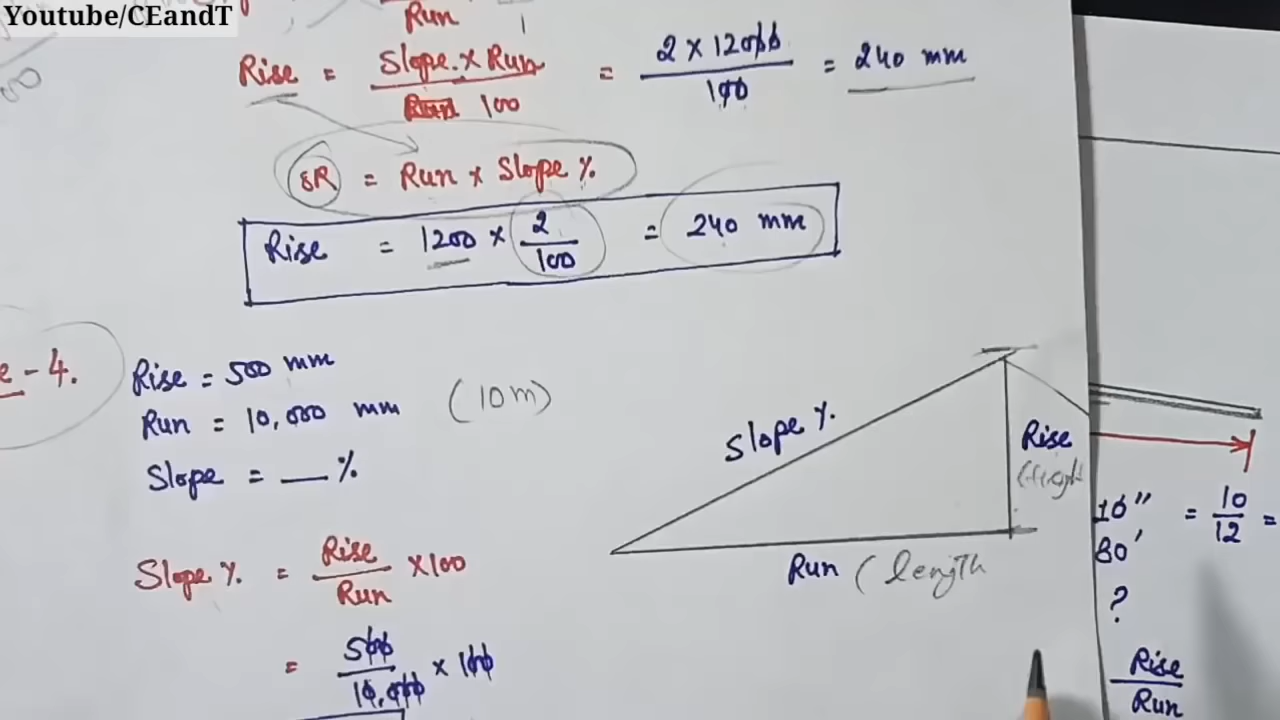 Youtube/CEandT
Run
Rise = Slope. x Run / 100 = 2 x 12000 / 100 = 240 mm
SR = Run x Slope %
Rise = 1200 x 2/100 = 240 mm
- 4.
Rise = 500 mm
Run = 10,000 mm (10m)
Slope = __ %
Slope % = Rise/Run x100
= 500/10,000 x 100
Slope %
Rise
Run (length
10" = 10/12 =
80'
?
Rise
Run